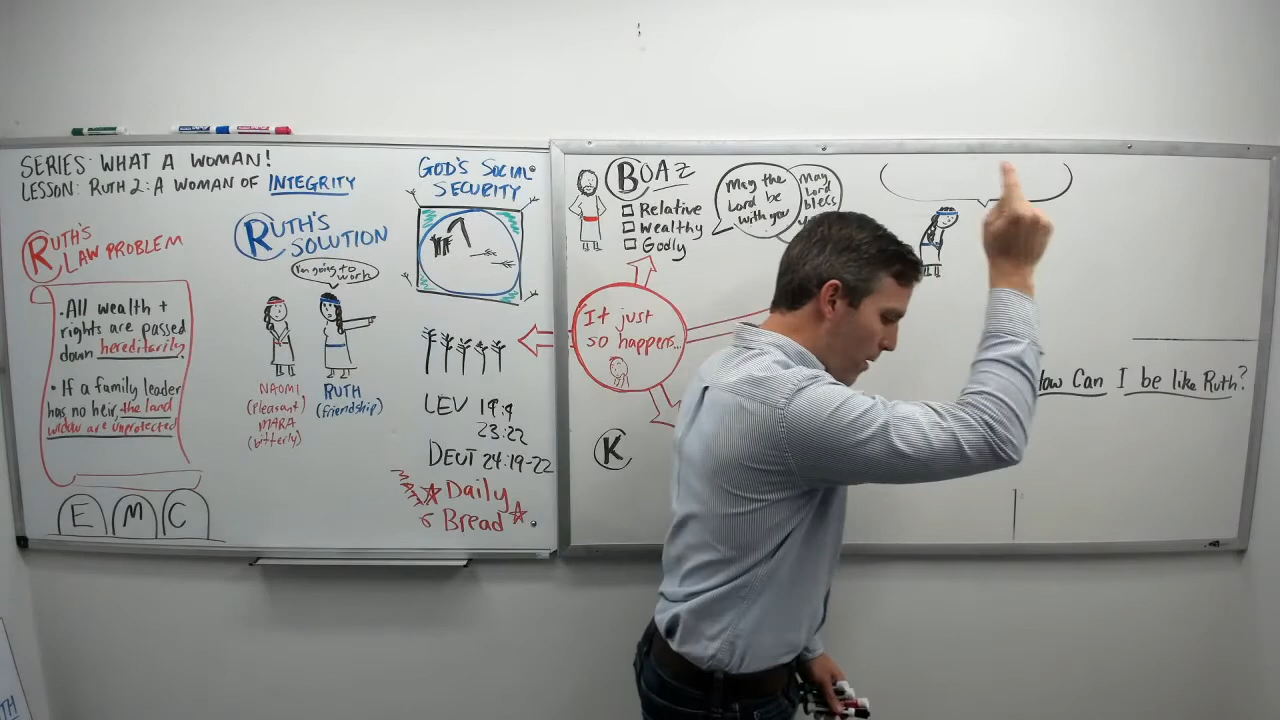 SERIES: WHAT A WOMAN!
LESSON: RUTH 2: A WOMAN OF INTEGRITY
RUTH'S
LAW PROBLEM
• All wealth +
rights are passed
down hereditarily.
• If a family leader
has no heir, the land
widow are unprotected
E M C
RUTH'S
SOLUTION
I'm going to
work
NAOMI
(Pleasant)
MARA
(bitterly)
RUTH
(friendship)
GOD'S SOCIAL
SECURITY
LEV 19:9
23:22
DEUT 24:19-22
Daily
Bread
BOAZ
Relative
Wealthy
Godly
May the
Lord be
with you
May
Lord
bless
It just
so happens...
K
How Can I be like Ruth?
TH